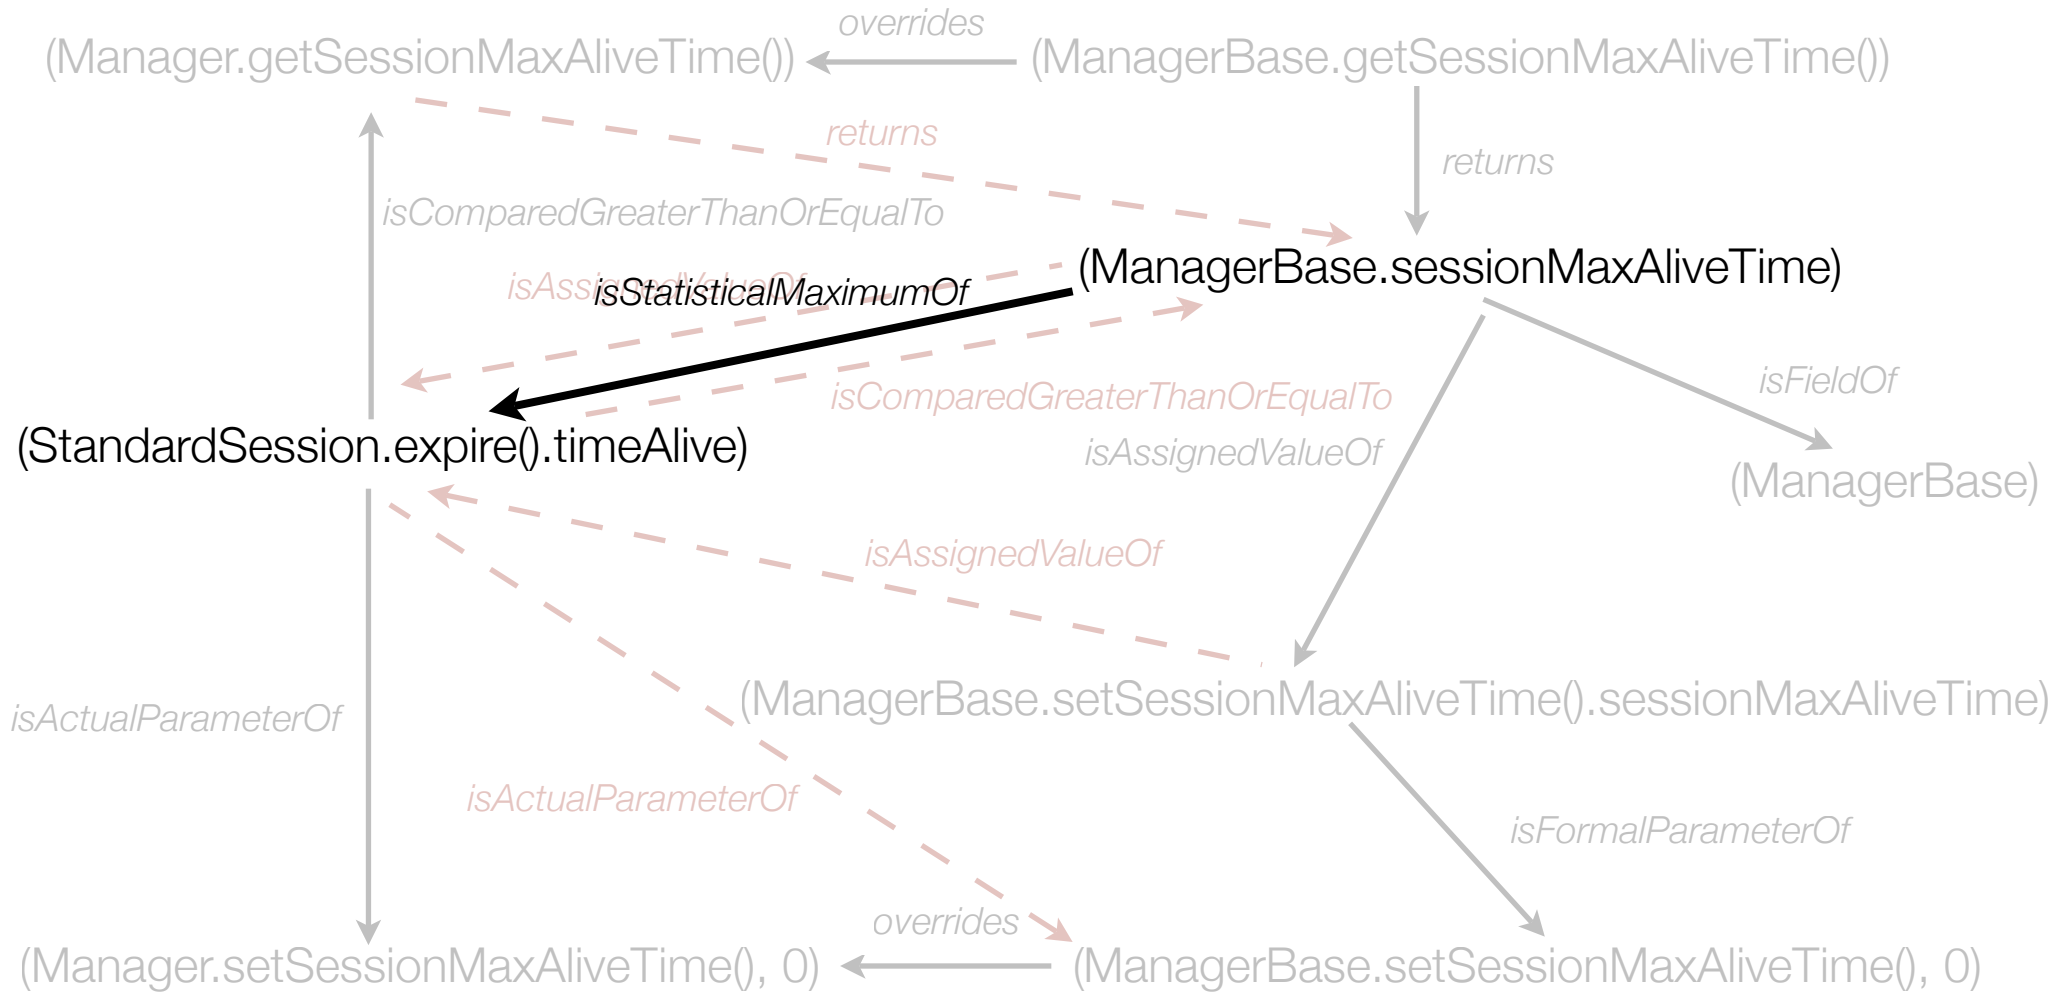 overrides
(Manager.getSessionMaxAliveTime())
(ManagerBase.getSessionMaxAliveTime())
returns
returns
isComparedGreaterThanOrEqualTo
(ManagerBase.sessionMaxAliveTime)
isAssignedValueOf
isStatisticalMaximumOf
isComparedGreaterThanOrEqualTo
isFieldOf
(StandardSession.expire().timeAlive)
isAssignedValueOf
(ManagerBase)
isAssignedValueOf
(ManagerBase.setSessionMaxAliveTime().sessionMaxAliveTime)
isActualParameterOf
isActualParameterOf
isFormalParameterOf
overrides
(Manager.setSessionMaxAliveTime(), 0)
(ManagerBase.setSessionMaxAliveTime(), 0)